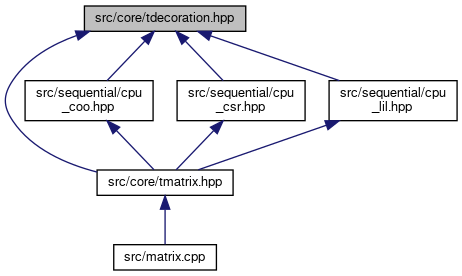 src/core/tdecoration.hpp
src/sequential/cpu
_coo.hpp
src/sequential/cpu
_csr.hpp
src/sequential/cpu
_lil.hpp
src/core/tmatrix.hpp
src/matrix.cpp